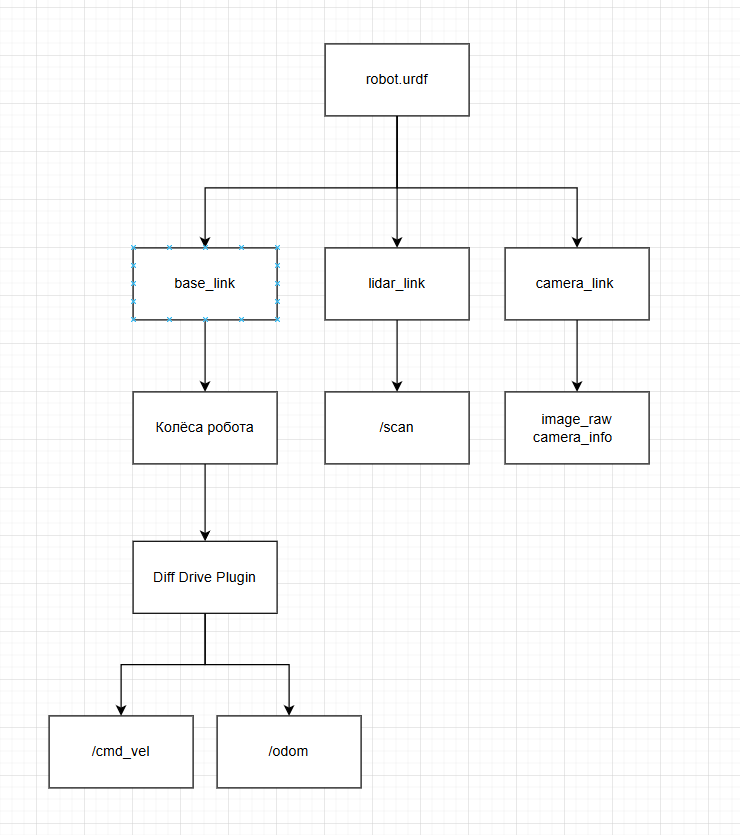 robot.urdf
base_link
lidar_link
camera_link
Колёса робота
/scan
image_raw
camera_info
Diff Drive Plugin
/cmd_vel
/odom